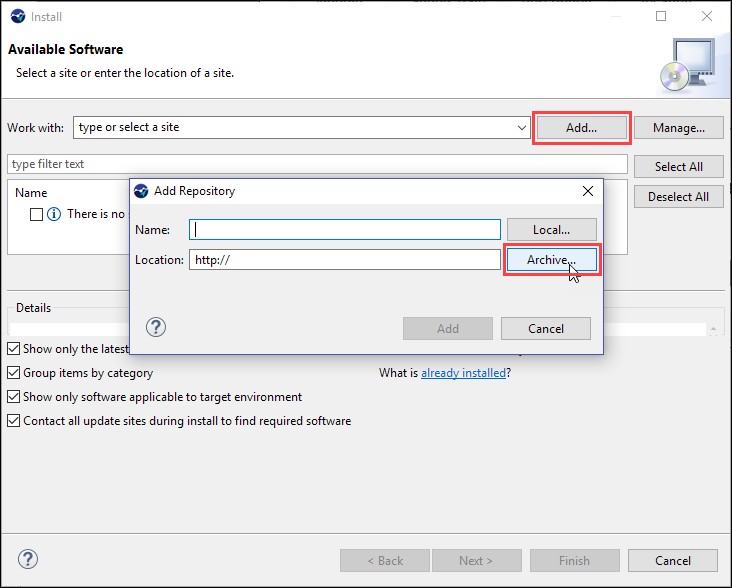 Install
Available Software
Select a site or enter the location of a site.
Work with: type or select a site Add... Manage...
type filter text Select All
Name Deselect All
There is no
Add Repository
Name: Local...
Location: http:// Archive...
Add Cancel
Details
Show only the latest
Group items by category What is already installed?
Show only software applicable to target environment
Contact all update sites during install to find required software
< Back Next > Finish Cancel